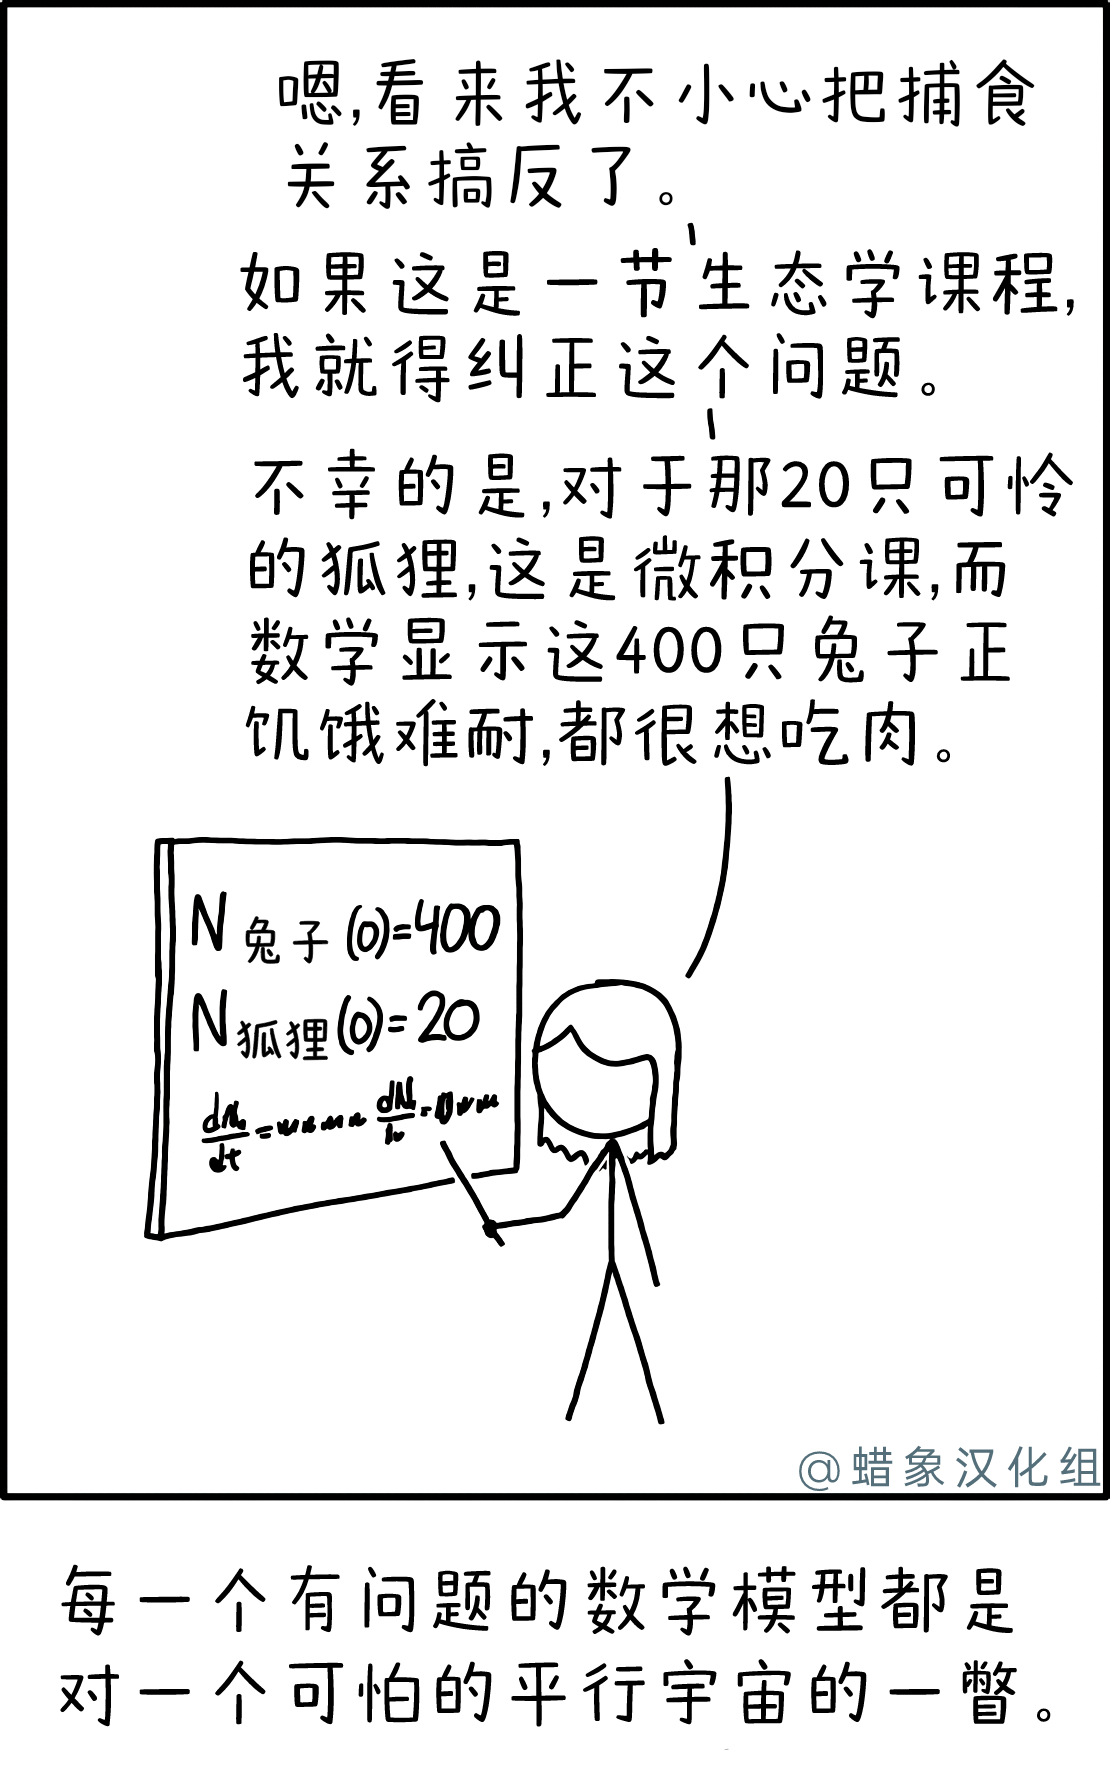 嗯,看来我不小心把捕食
关系搞反了。
如果这是一节生态学课程,
我就得纠正这个问题。
不幸的是,对于那20只可怜
的狐狸,这是微积分课,而
数学显示这400只兔子正
饥饿难耐,都很想吃肉。
N兔子(0)=400
N狐狸(0)=20
dN/dt = dN/
@蜡象汉化组
每一个有问题的数学模型都是
对一个可怕的平行宇宙的一瞥。